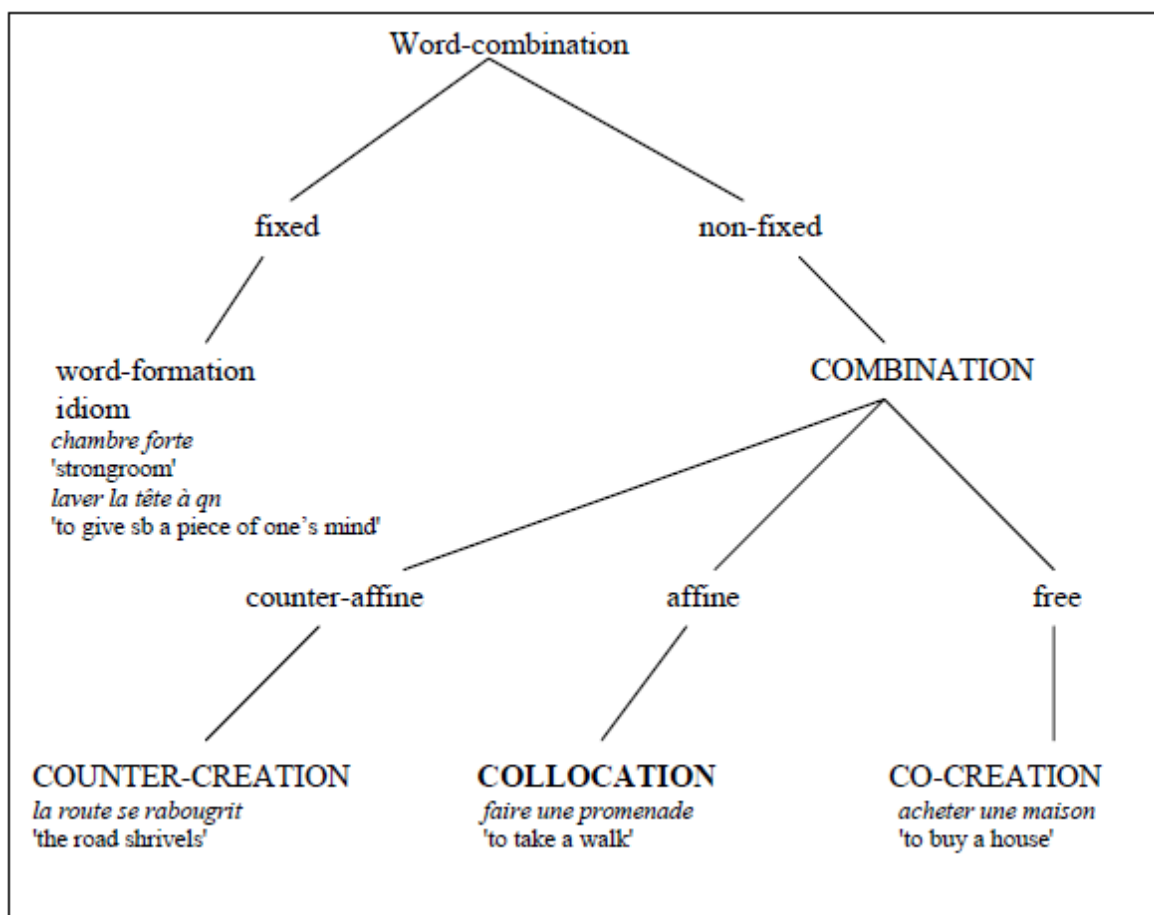 Word-combination
fixed
non-fixed
word-formation
idiom
chambre forte
'strongroom'
laver la tête à qn
'to give sb a piece of one’s mind'
COMBINATION
counter-affine
affine
free
COUNTER-CREATION
la route se rabougrit
'the road shrivels'
COLLOCATION
faire une promenade
'to take a walk'
CO-CREATION
acheter une maison
'to buy a house'